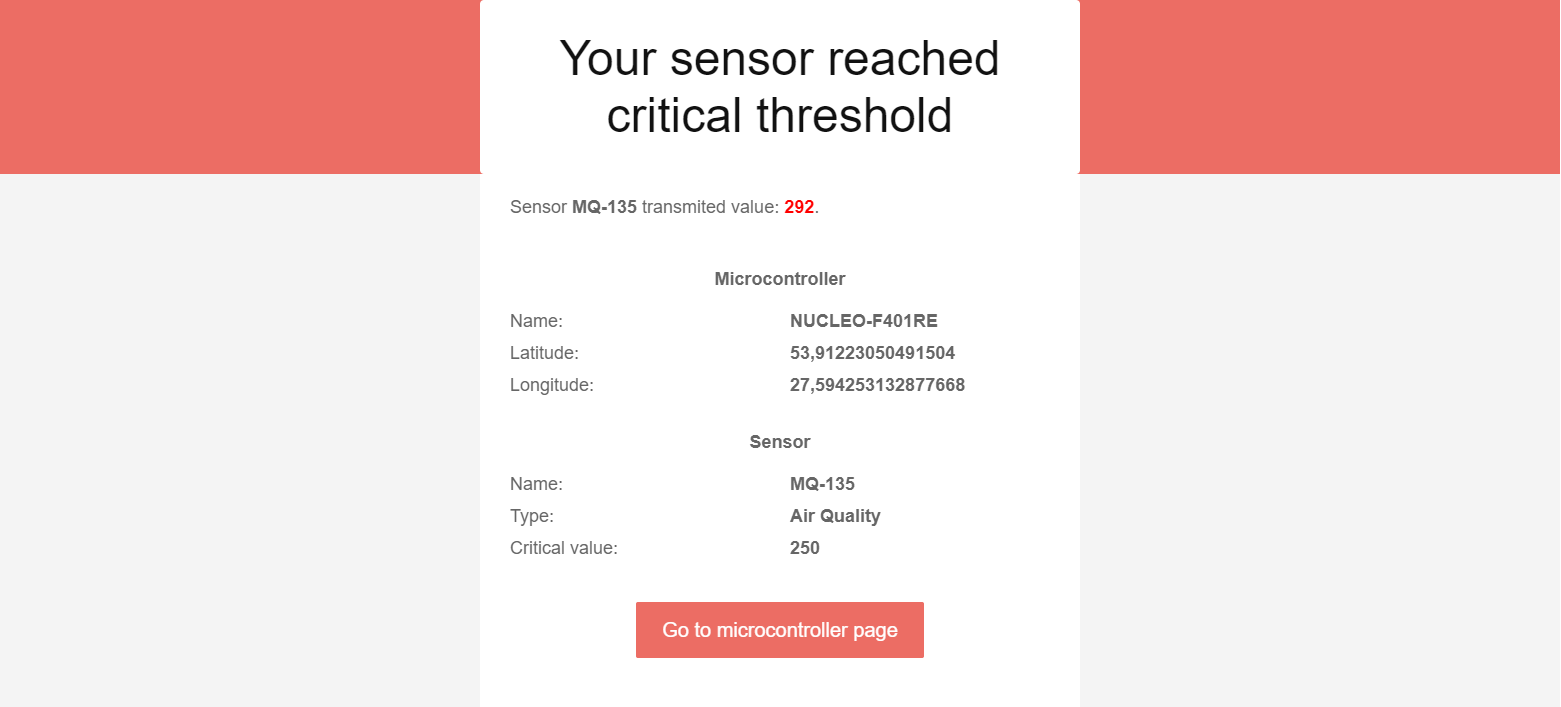 Your sensor reached
critical threshold
Sensor MQ-135 transmited value: 292.
Microcontroller
Name: NUCLEO-F401RE
Latitude: 53,91223050491504
Longitude: 27,594253132877668
Sensor
Name: MQ-135
Type: Air Quality
Critical value: 250
Go to microcontroller page